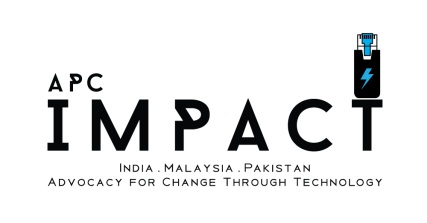 APC
IMPACT
INDIA . MALAYSIA . PAKISTAN
ADVOCACY FOR CHANGE THROUGH TECHNOLOGY